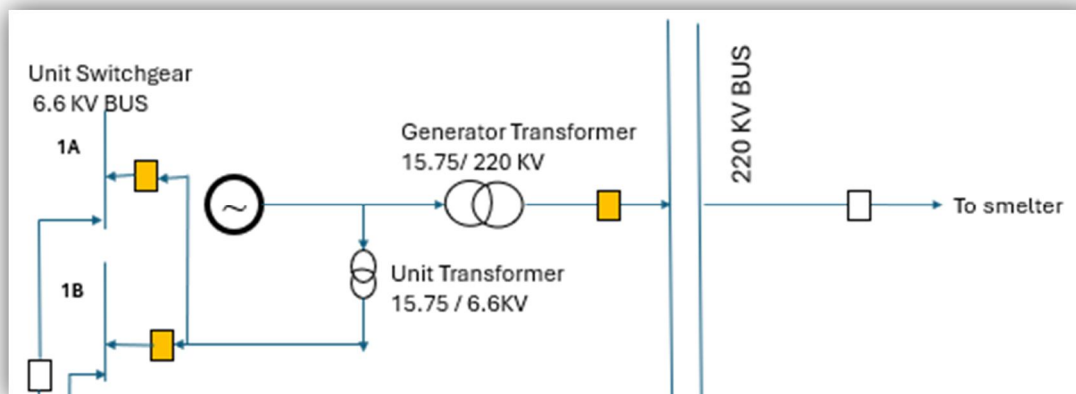 Unit Switchgear
6.6 KV BUS
1A
1B
~
Generator Transformer
15.75/ 220 KV
Unit Transformer
15.75 / 6.6KV
220 KV BUS
To smelter